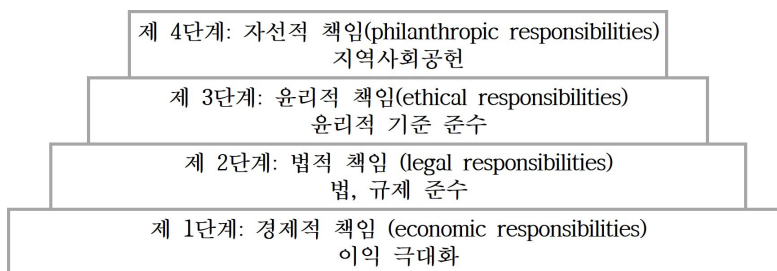 제 4단계: 자선적 책임(philanthropic responsibilities)
지역사회공헌
제 3단계: 윤리적 책임(ethical responsibilities)
윤리적 기준 준수
제 2단계: 법적 책임 (legal responsibilities)
법, 규제 준수
제 1단계: 경제적 책임 (economic responsibilities)
이익 극대화